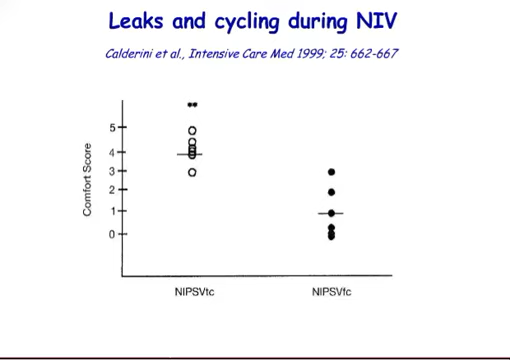 Leaks and cycling during NIV
Calderini et al., Intensive Care Med 1999; 25: 662-667
**
5
4
3
2
1
0
Comfort Score
NIPSVtc
NIPSVfc